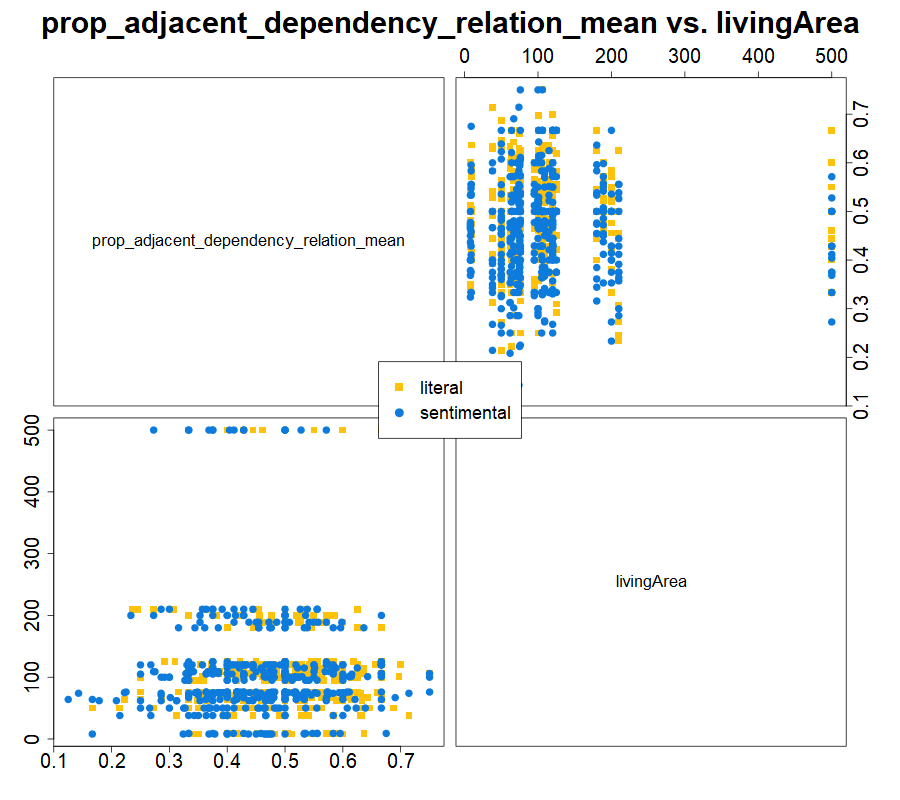 prop_adjacent_dependency_relation_mean vs. livingArea
0 100 200 300 400 500
prop_adjacent_dependency_relation_mean
0.7
0.6
0.5
0.4
0.3
0.2
0.1
literal
sentimental
500
400
300
200
100
0
livingArea
0.1 0.2 0.3 0.4 0.5 0.6 0.7